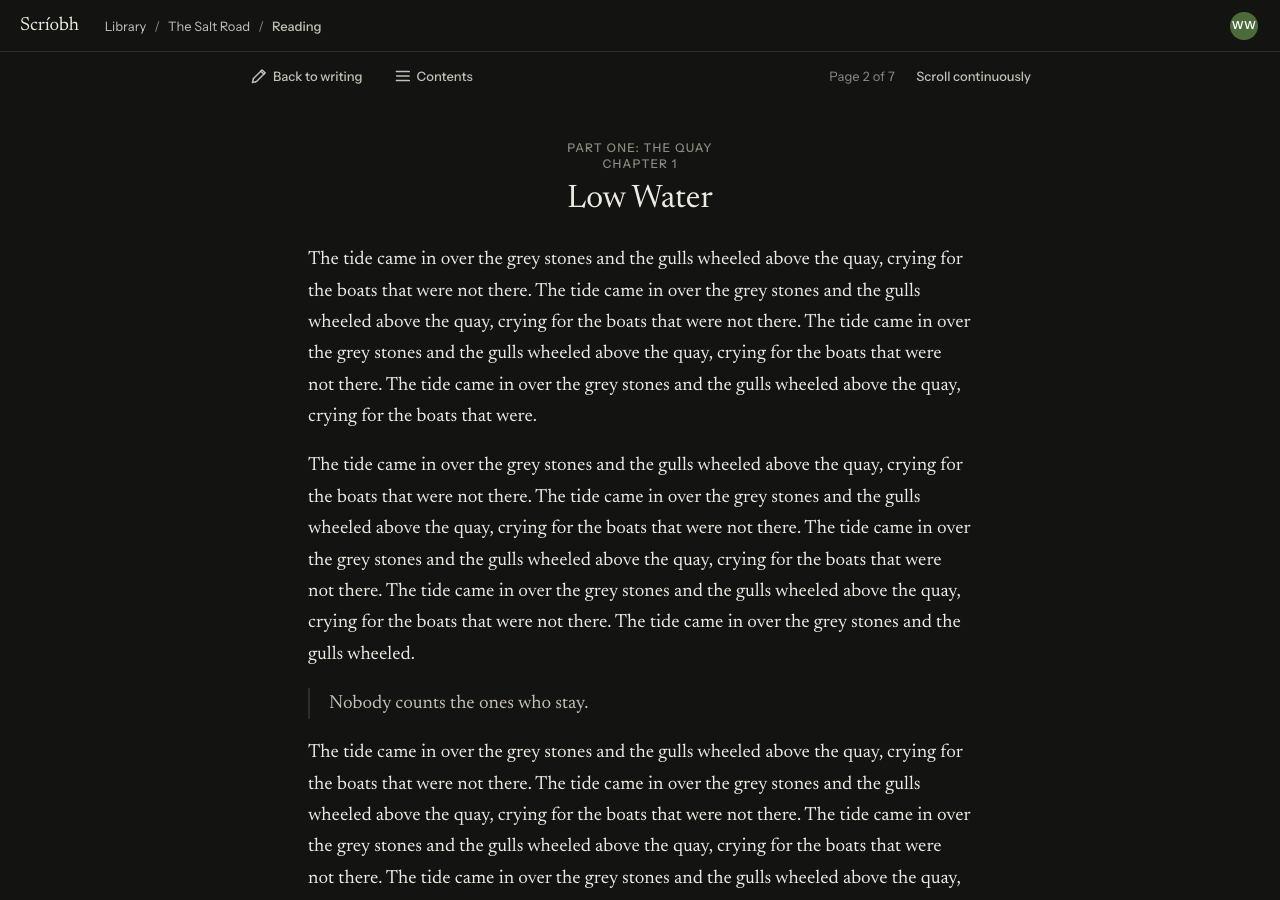 Scríobh
Library / The Salt Road / Reading
WW
Back to writing
Contents
Page 2 of 7
Scroll continuously
PART ONE: THE QUAY
CHAPTER 1
Low Water
The tide came in over the grey stones and the gulls wheeled above the quay, crying for
the boats that were not there. The tide came in over the grey stones and the gulls
wheeled above the quay, crying for the boats that were not there. The tide came in over
the grey stones and the gulls wheeled above the quay, crying for the boats that were
not there. The tide came in over the grey stones and the gulls wheeled above the quay,
crying for the boats that were.
The tide came in over the grey stones and the gulls wheeled above the quay, crying for
the boats that were not there. The tide came in over the grey stones and the gulls
wheeled above the quay, crying for the boats that were not there. The tide came in over
the grey stones and the gulls wheeled above the quay, crying for the boats that were
not there. The tide came in over the grey stones and the gulls wheeled above the quay,
crying for the boats that were not there. The tide came in over the grey stones and the
gulls wheeled.
Nobody counts the ones who stay.
The tide came in over the grey stones and the gulls wheeled above the quay, crying for
the boats that were not there. The tide came in over the grey stones and the gulls
wheeled above the quay, crying for the boats that were not there. The tide came in over
the grey stones and the gulls wheeled above the quay, crying for the boats that were
not there. The tide came in over the grey stones and the gulls wheeled above the quay,